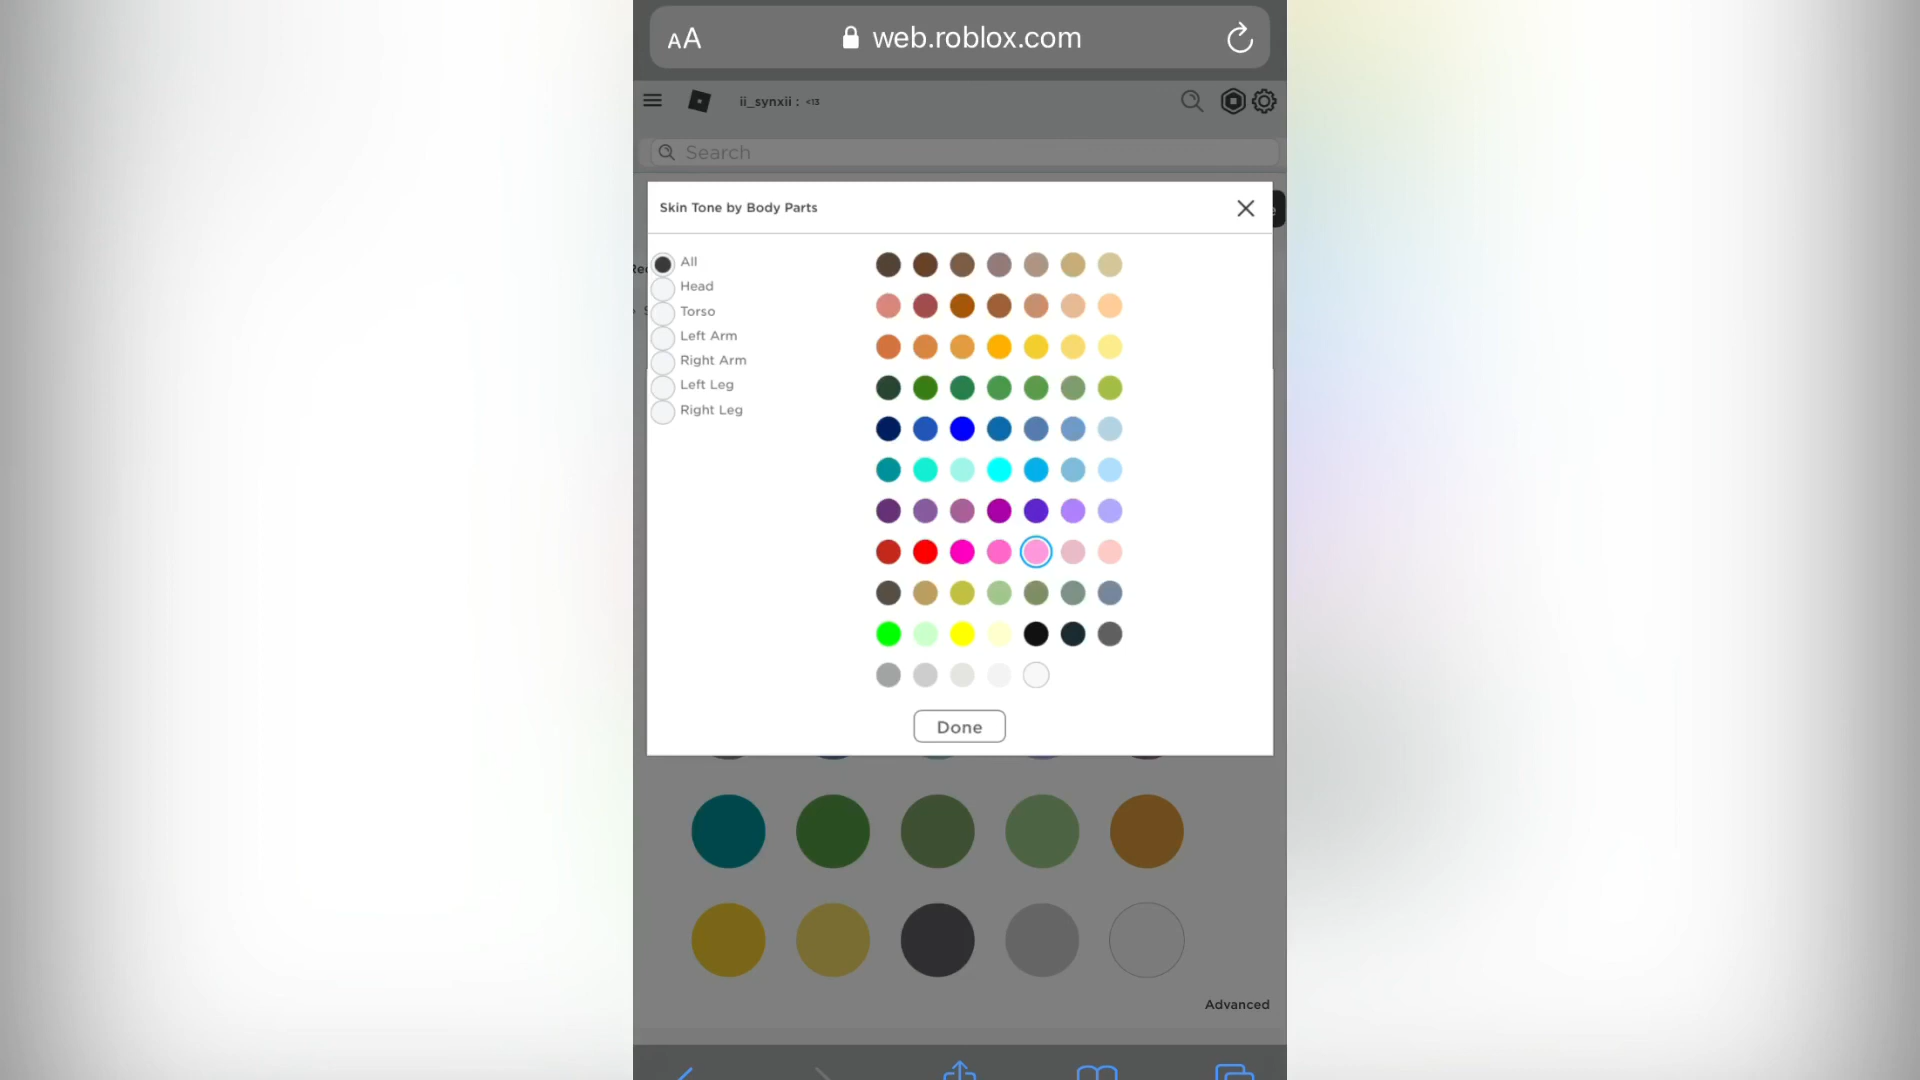 AA web.roblox.com
ii_synxii : <13
Search
Skin Tone by Body Parts
All
Head
Torso
Left Arm
Right Arm
Left Leg
Right Leg
Done
Advanced